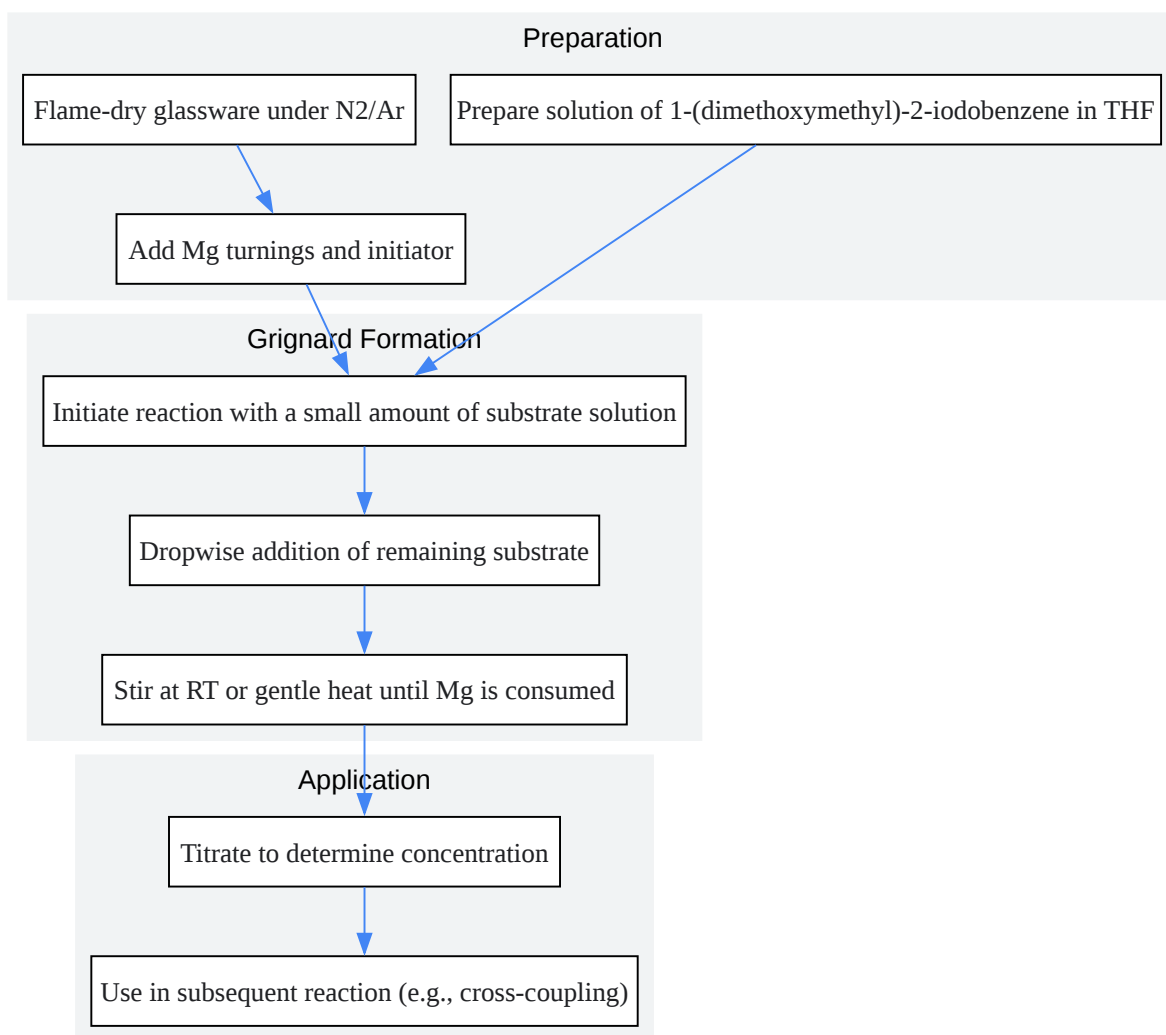 Preparation
Flame-dry glassware under N2/Ar
Prepare solution of 1-(dimethoxymethyl)-2-iodobenzene in THF
Add Mg turnings and initiator
Grignard Formation
Initiate reaction with a small amount of substrate solution
Dropwise addition of remaining substrate
Stir at RT or gentle heat until Mg is consumed
Application
Titrate to determine concentration
Use in subsequent reaction (e.g., cross-coupling)